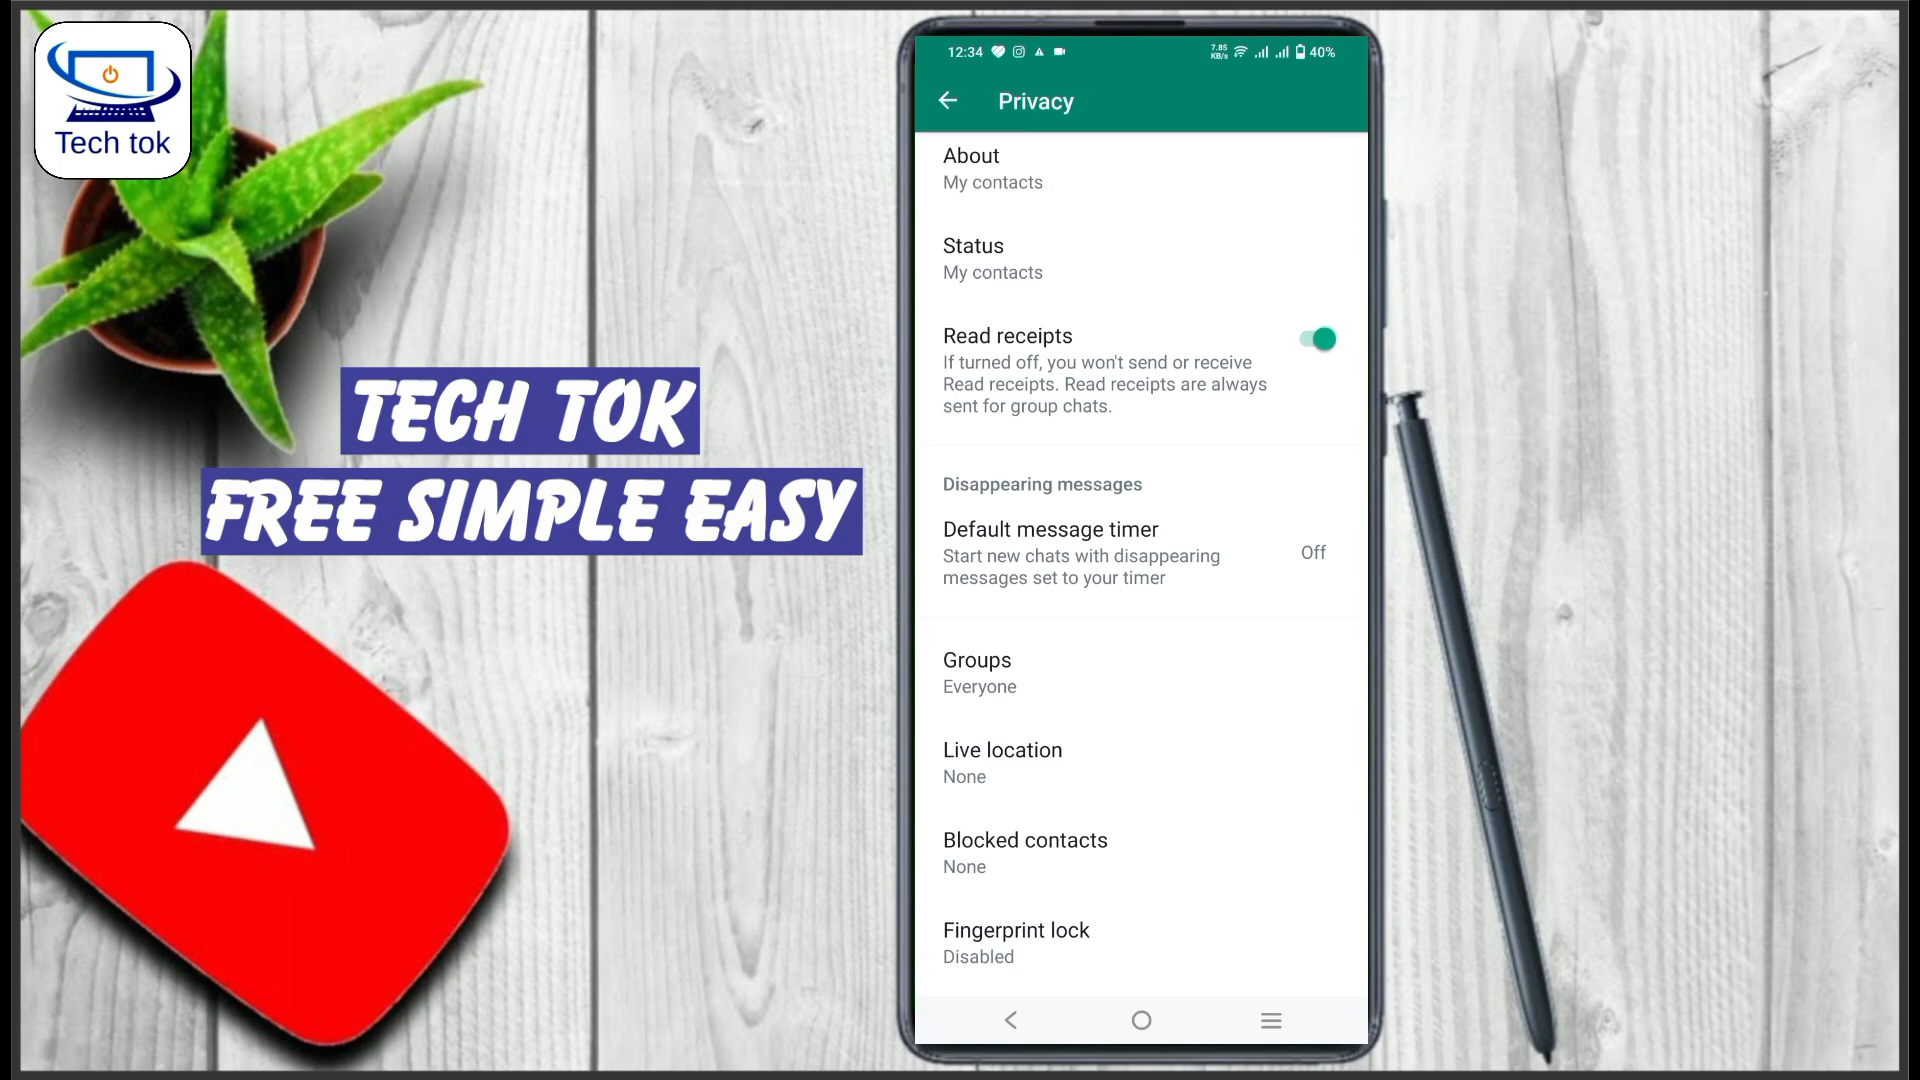 Tech tok
TECH TOK
FREE SIMPLE EASY
12:34
7.85
KB/s
40%
Privacy
About
My contacts
Status
My contacts
Read receipts
If turned off, you won't send or receive
Read receipts. Read receipts are always
sent for group chats.
Disappearing messages
Default message timer
Start new chats with disappearing
messages set to your timer
Off
Groups
Everyone
Live location
None
Blocked contacts
None
Fingerprint lock
Disabled